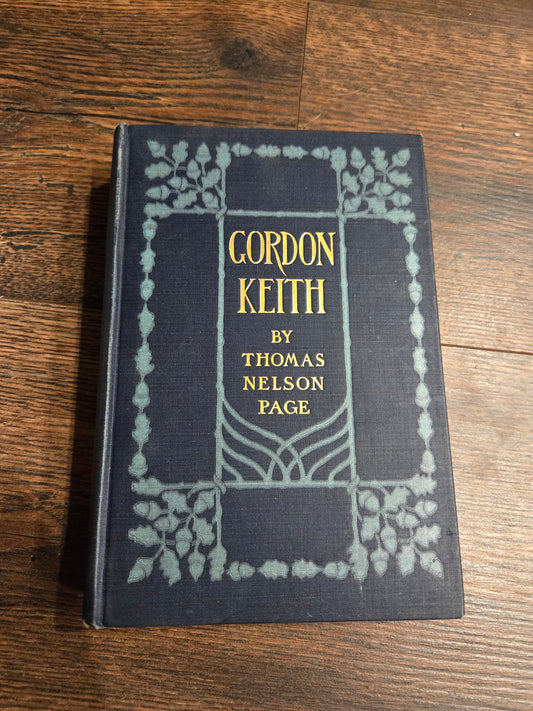 GORDON
KEITH
BY
THOMAS
NELSON
PAGE